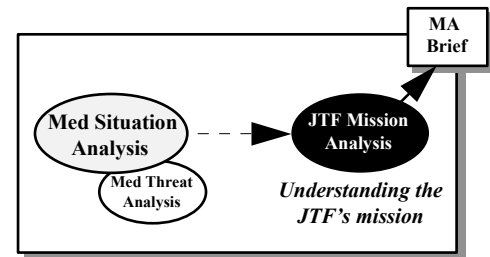 MA
Brief
Med Situation
Analysis
Med Threat
Analysis
JTF Mission
Analysis
Understanding the
JTF's mission